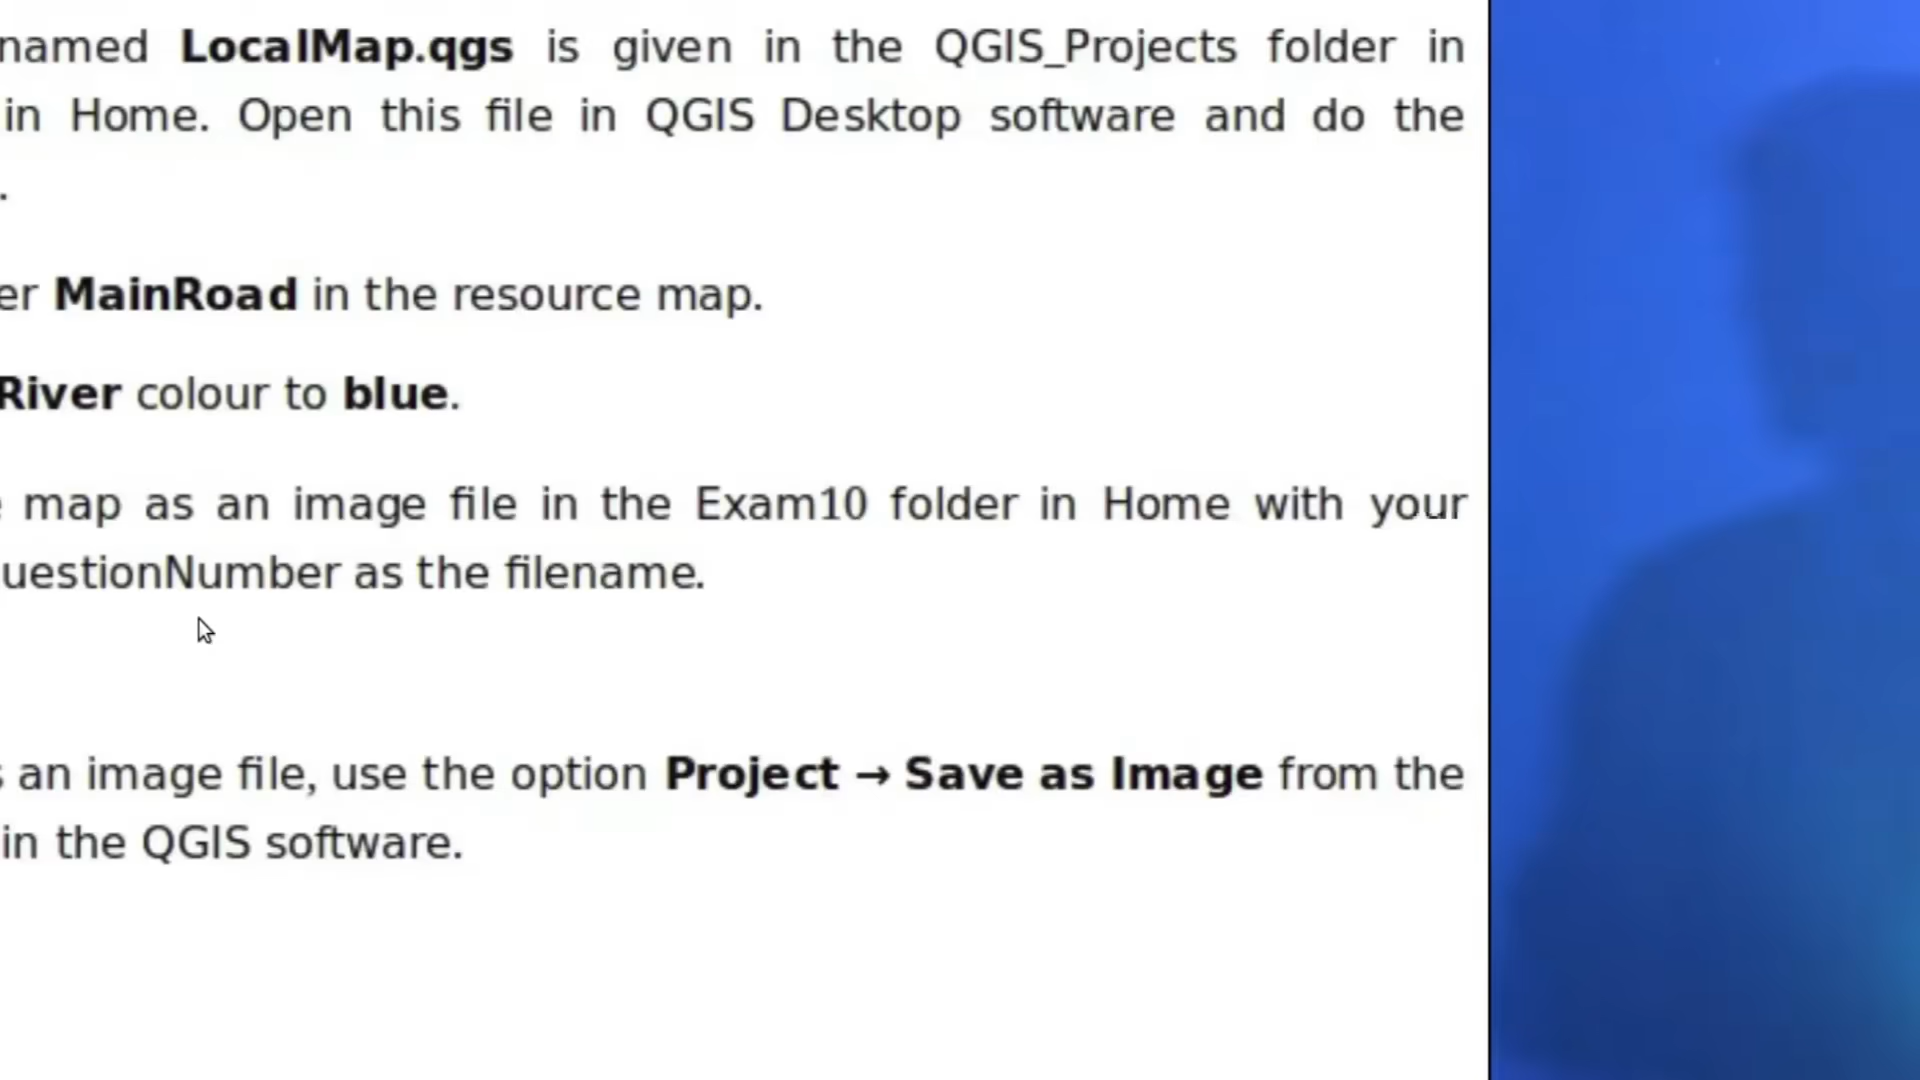 named LocalMap.qgs is given in the QGIS_Projects folder in
in Home. Open this file in QGIS Desktop software and do the
.
er MainRoad in the resource map.
River colour to blue.
map as an image file in the Exam10 folder in Home with your
uestionNumber as the filename.
an image file, use the option Project → Save as Image from the
in the QGIS software.